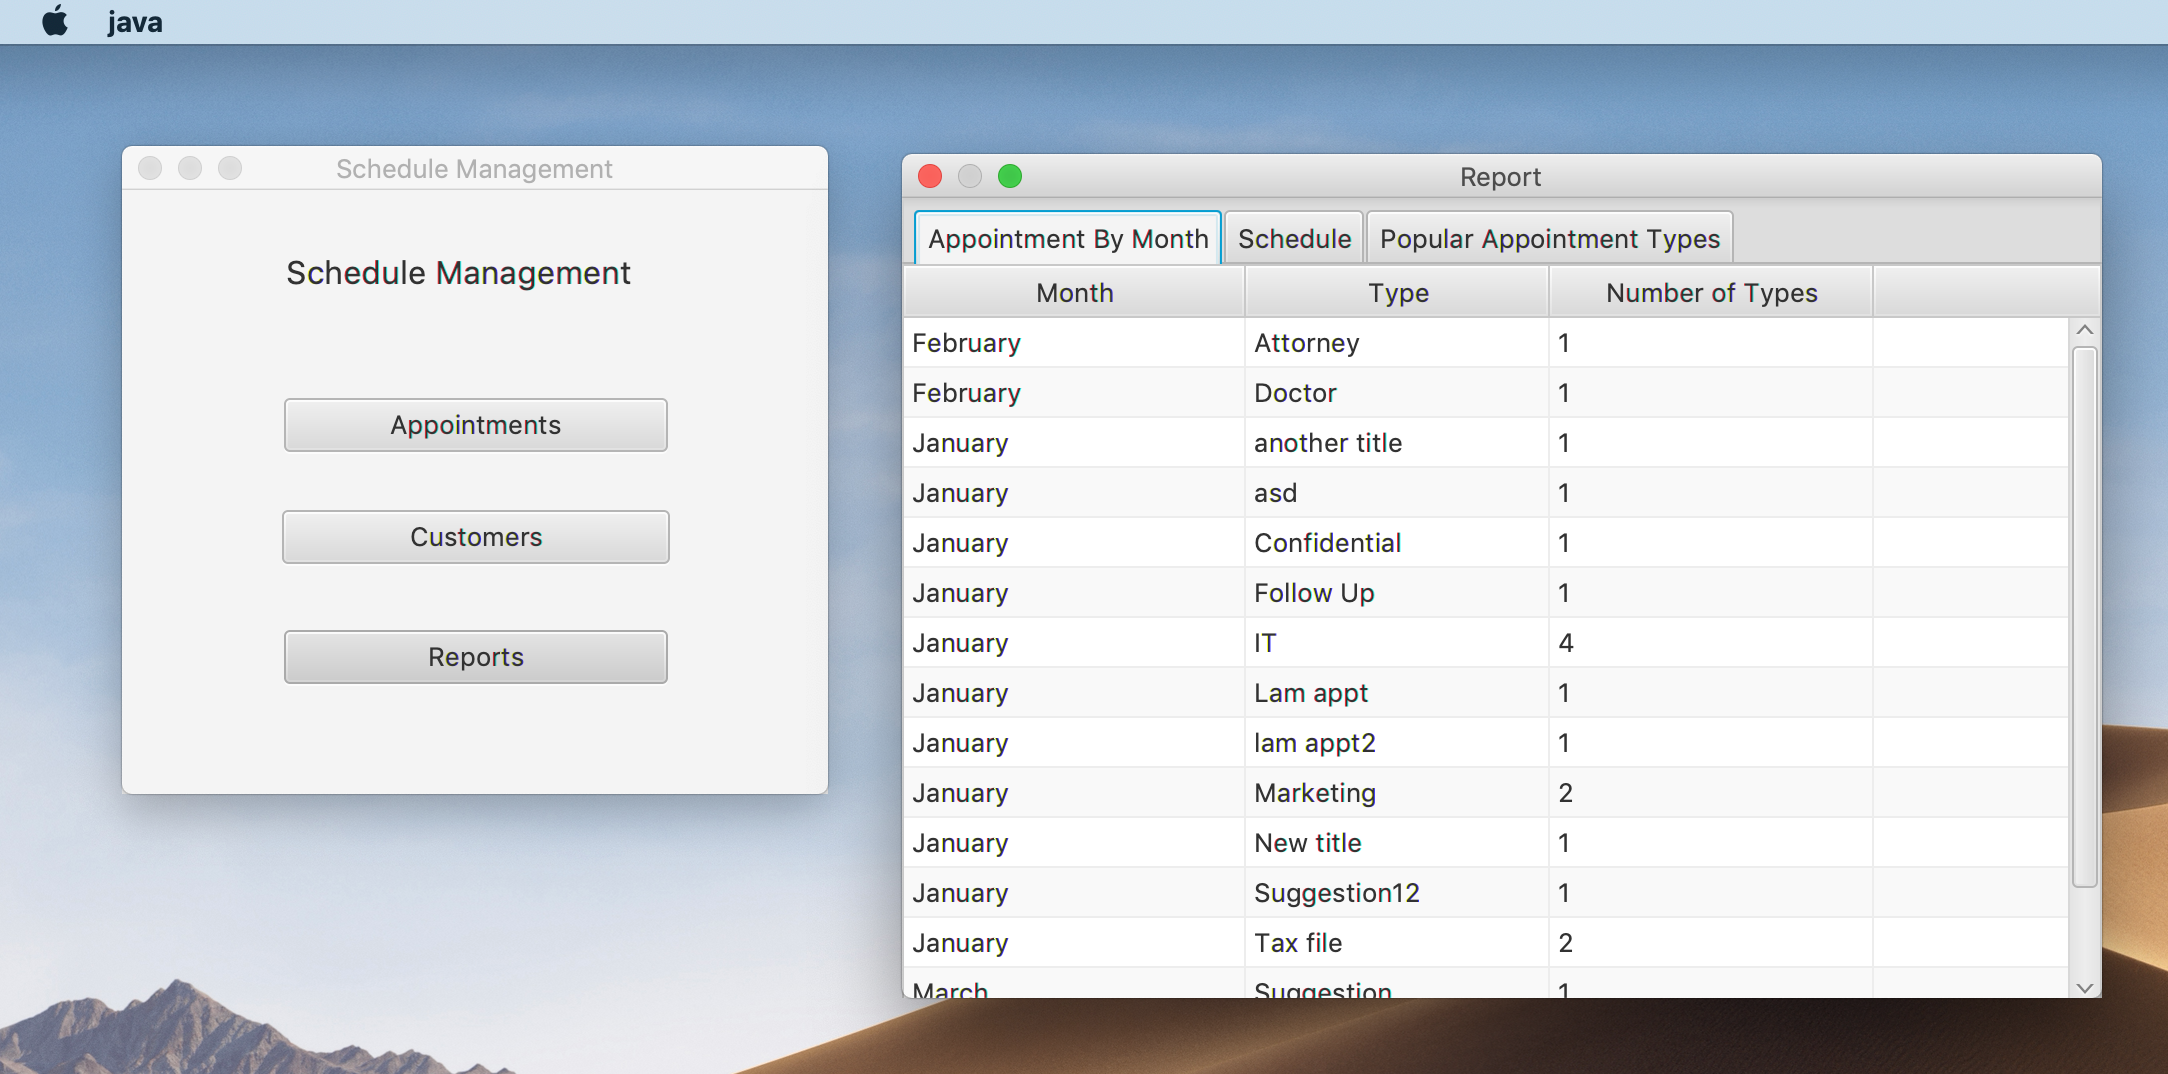 java
Schedule Management
Schedule Management
Appointments
Customers
Reports
Report
Appointment By Month Schedule Popular Appointment Types
Month Type Number of Types
February Attorney 1
February Doctor 1
January another title 1
January asd 1
January Confidential 1
January Follow Up 1
January IT 4
January Lam appt 1
January lam appt2 1
January Marketing 2
January New title 1
January Suggestion12 1
January Tax file 2
March Suggestion 1